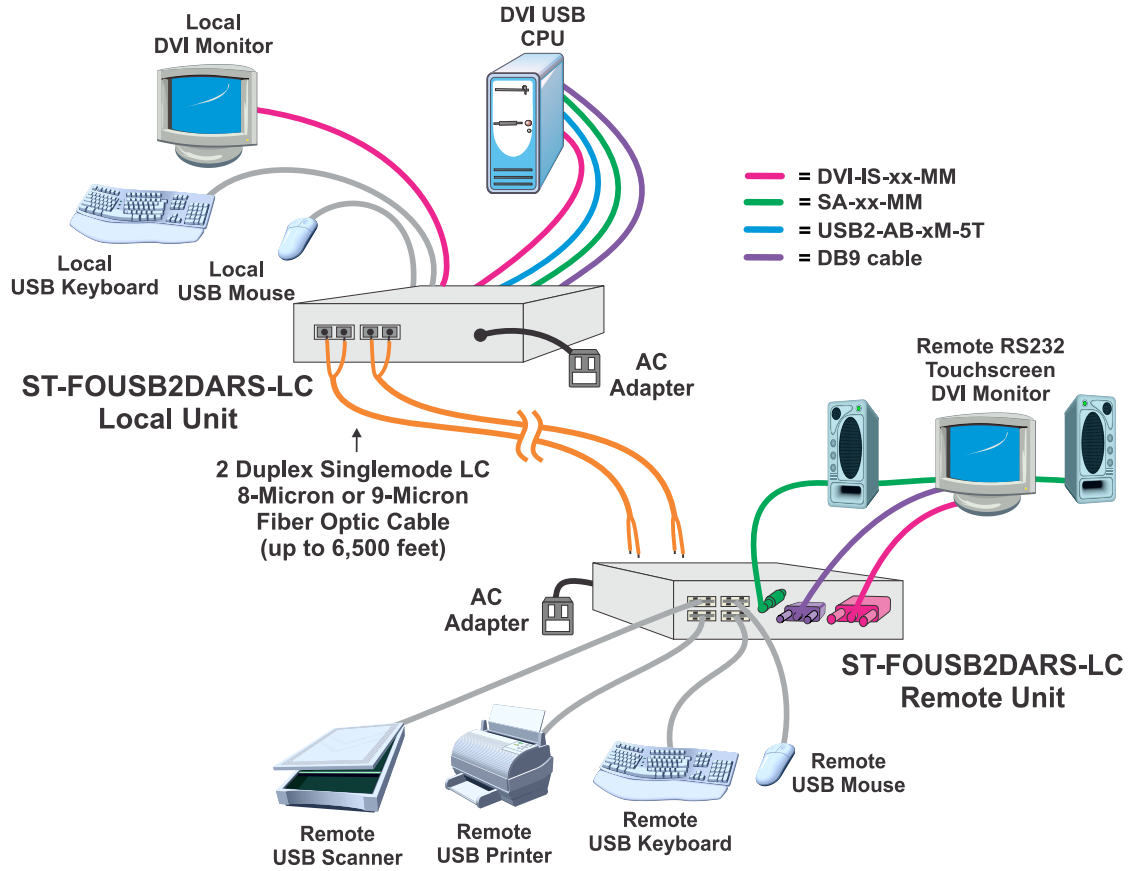 Local
DVI Monitor
DVI USB
CPU
Local
USB Keyboard
Local
USB Mouse
= DVI-IS-xx-MM
= SA-xx-MM
= USB2-AB-xM-5T
= DB9 cable
ST-FOUSB2DARS-LC
Local Unit
AC
Adapter
Remote RS232
Touchscreen
DVI Monitor
2 Duplex Singlemode LC
8-Micron or 9-Micron
Fiber Optic Cable
(up to 6,500 feet)
AC
Adapter
ST-FOUSB2DARS-LC
Remote Unit
Remote
USB Scanner
Remote
USB Printer
Remote
USB Keyboard
Remote
USB Mouse